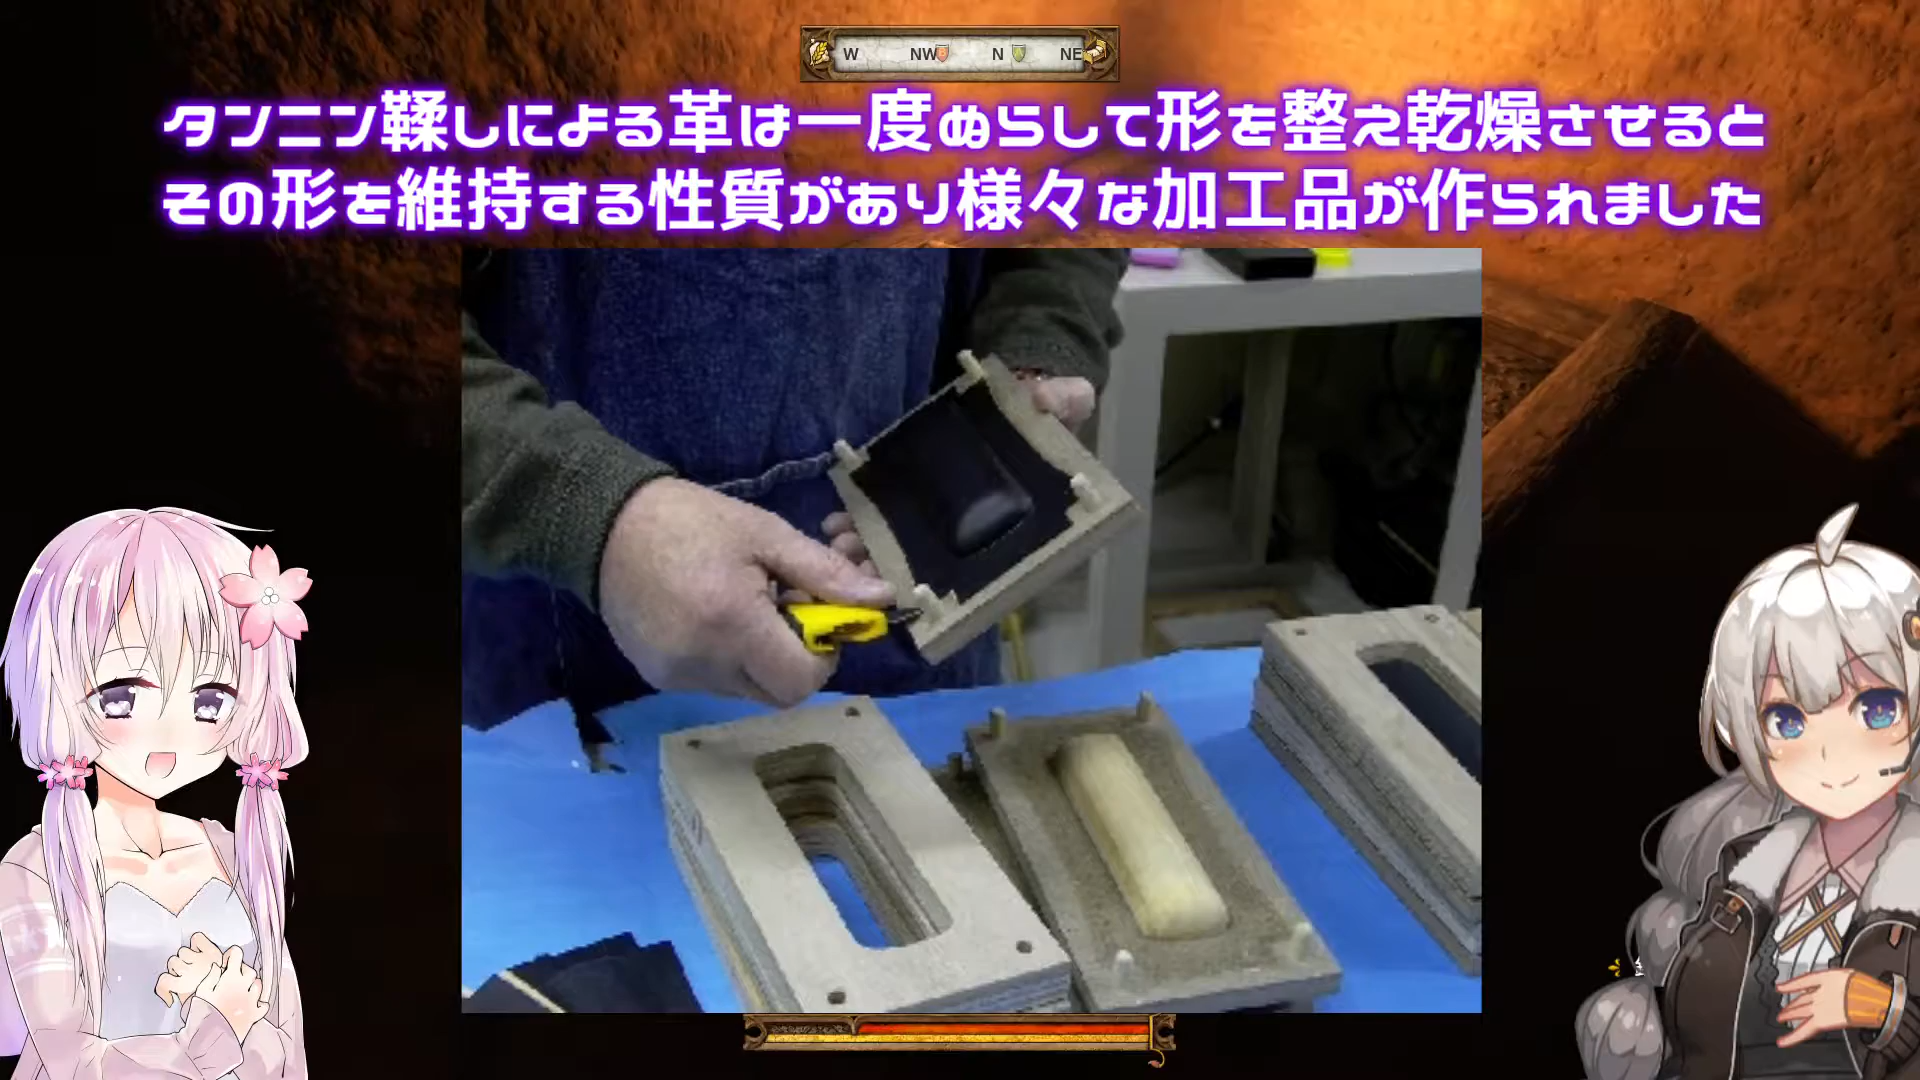 W NW N NE
タンニン鞣しによる革は一度ぬらして形を整え乾燥させると
その形を維持する性質があり様々な加工品が作られました